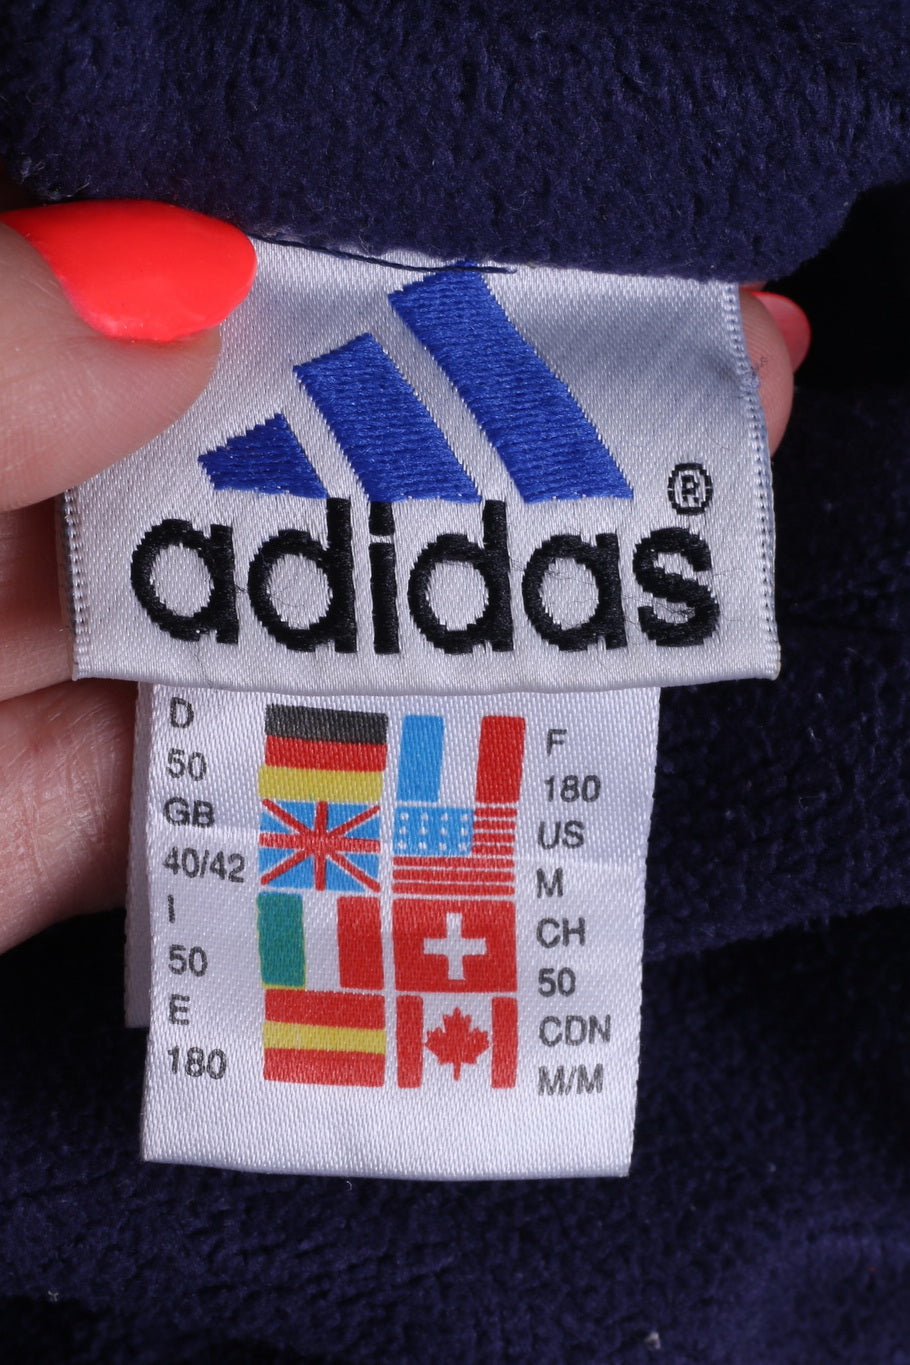 adidas®
D
50
GB
40/42
I
50
E
180
F
180
US
M
CH
50
CDN
M/M